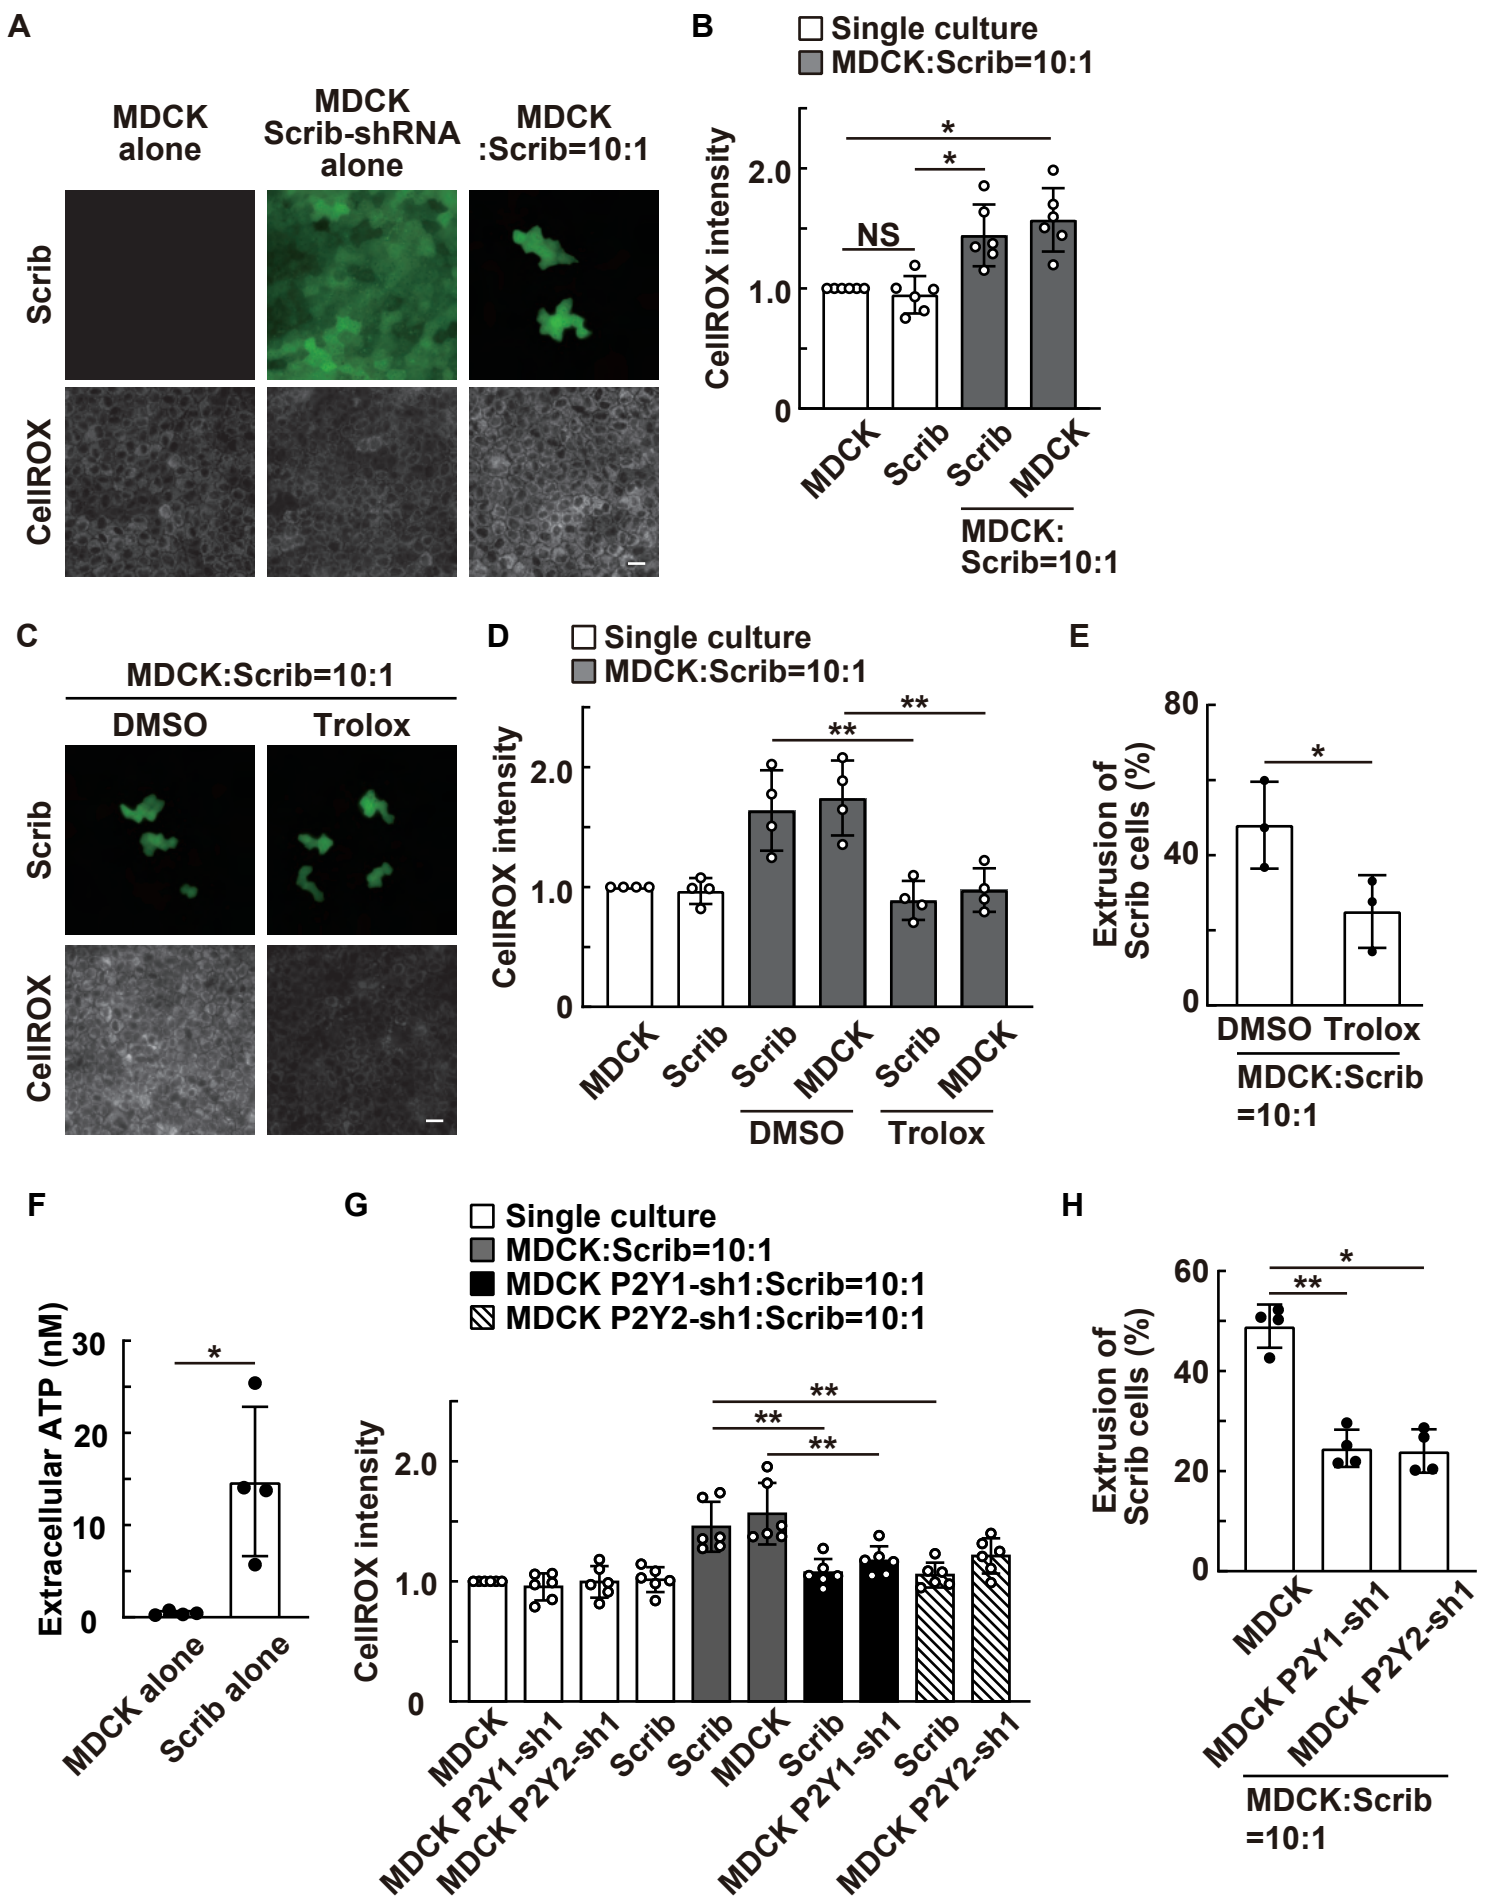 A
MDCK
alone
MDCK
Scrib-shRNA
alone
MDCK
:Scrib=10:1
Scrib
CellROX
B
Single culture
MDCK:Scrib=10:1
CellROX intensity
2.0
1.0
0
NS
*
*
MDCK
Scrib
Scrib
MDCK
MDCK:
Scrib=10:1
C
MDCK:Scrib=10:1
DMSO
Trolox
Scrib
CellROX
D
Single culture
MDCK:Scrib=10:1
CellROX intensity
2.0
1.0
0
**
**
MDCK
Scrib
Scrib
MDCK
Scrib
MDCK
DMSO
Trolox
E
Extrusion of
Scrib cells (%)
80
40
0
*
DMSO
Trolox
MDCK:Scrib
=10:1
F
Extracellular ATP (nM)
30
20
10
0
*
MDCK alone
Scrib alone
G
Single culture
MDCK:Scrib=10:1
MDCK P2Y1-sh1:Scrib=10:1
MDCK P2Y2-sh1:Scrib=10:1
CellROX intensity
2.0
1.0
0
**
**
**
MDCK
MDCK P2Y1-sh1
MDCK P2Y2-sh1
Scrib
Scrib
MDCK
Scrib
MDCK P2Y1-sh1
Scrib
MDCK P2Y2-sh1
H
Extrusion of
Scrib cells (%)
60
40
20
0
*
**
MDCK
MDCK P2Y1-sh1
MDCK P2Y2-sh1
MDCK:Scrib
=10:1